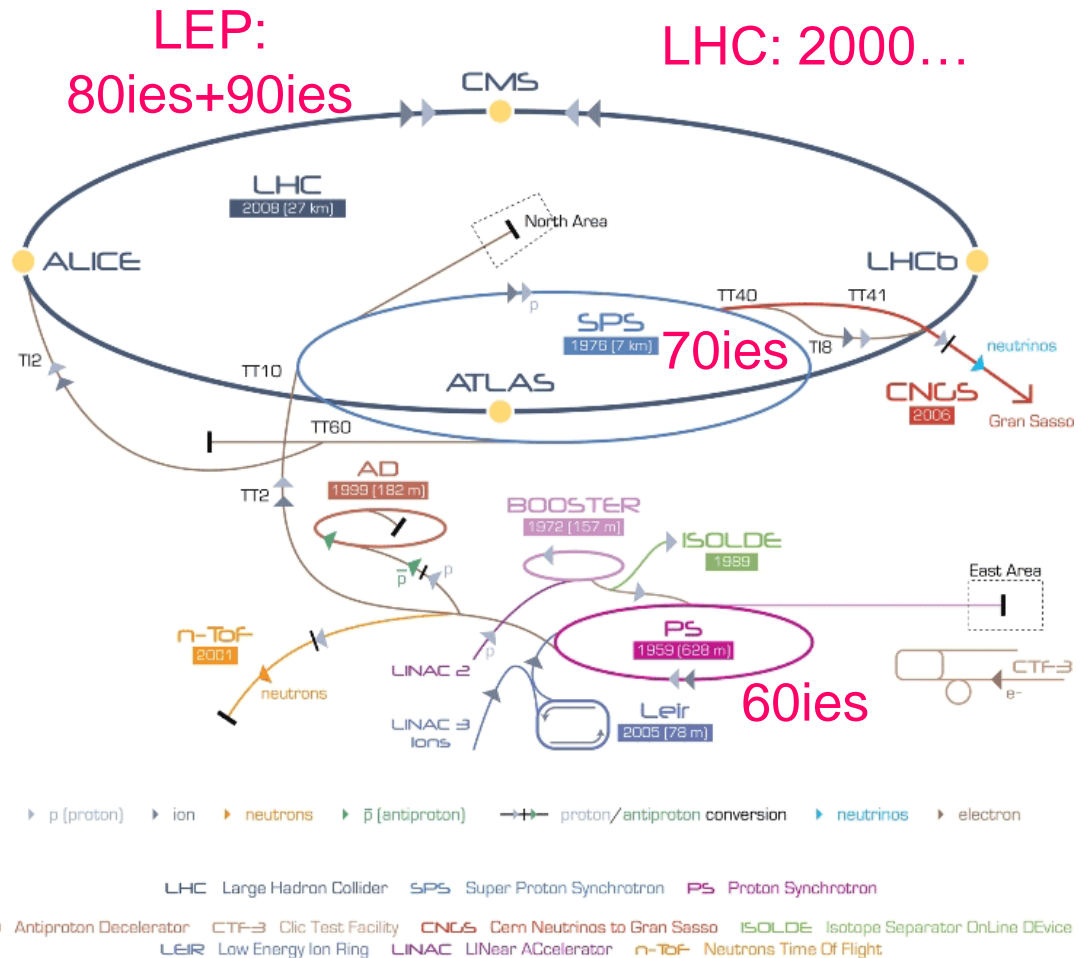 LEP:
80ies+90ies
LHC: 2000…
CMS
LHC
2008 (27 km)
North Area
ALICE
LHCb
TT40
TT41
p
SPS
1976 (7 km)
70ies
TI8
neutrinos
TI2
TT10
ATLAS
CNGS
2006
Gran Sasso
TT60
AD
1999 (182 m)
TT2
BOOSTER
1972 (157 m)
ISOLDE
1989
p̅
p
East Area
n-ToF
2001
PS
1959 (628 m)
p
LINAC 2
CTF-3
e-
neutrons
60ies
LINAC 3
Ions
Leir
2005 (78 m)
p (proton) ion neutrons p̅ (antiproton) proton/antiproton conversion neutrinos electron
LHC Large Hadron Collider SPS Super Proton Synchrotron PS Proton Synchrotron
Antiproton Decelerator CTF-3 Clic Test Facility CNGS Cern Neutrinos to Gran Sasso ISOLDE Isotope Separator OnLine DEvice
LEIR Low Energy Ion Ring LINAC LINear ACcelerator n-ToF Neutrons Time Of Flight